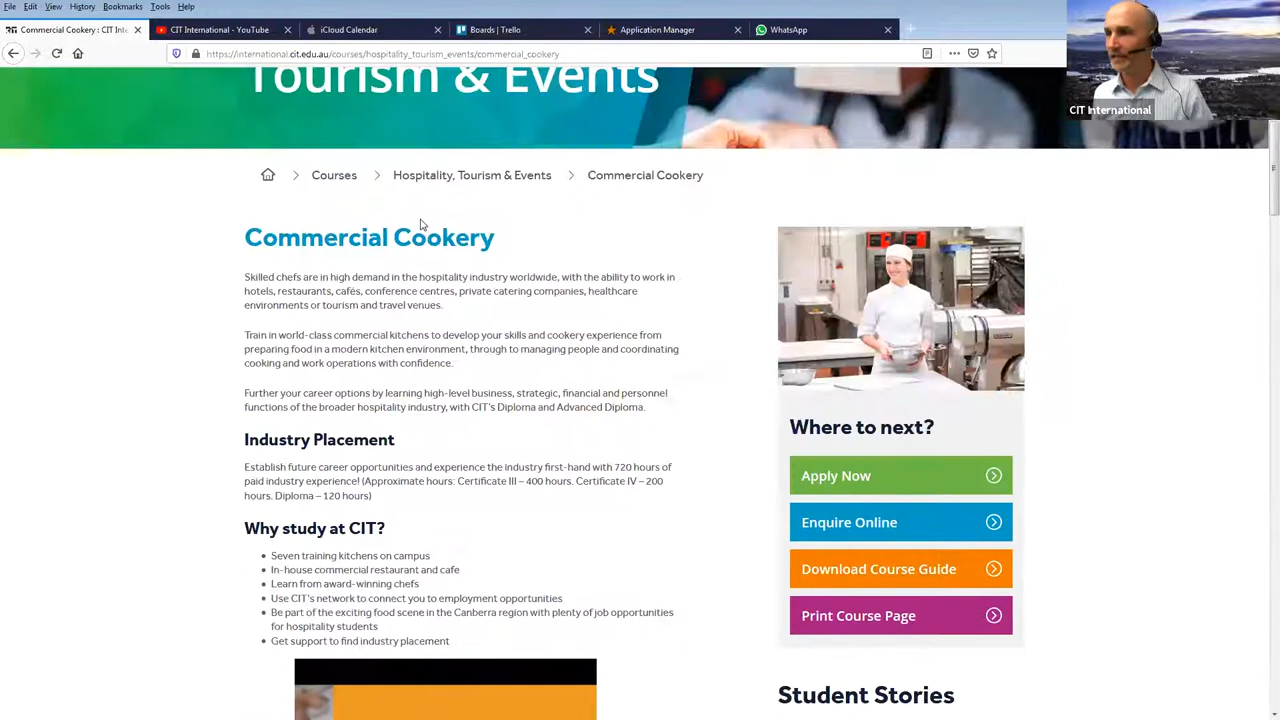 File Edit View History Bookmarks Tools Help
Commercial Cookery : CIT Inte
CIT International - YouTube
iCloud Calendar
Boards | Trello
Application Manager
WhatsApp
https://international.cit.edu.au/courses/hospitality_tourism_events/commercial_cookery
CIT International
Tourism & Events
Courses
Hospitality, Tourism & Events
Commercial Cookery
Commercial Cookery
Skilled chefs are in high demand in the hospitality industry worldwide, with the ability to work in
hotels, restaurants, cafés, conference centres, private catering companies, healthcare
environments or tourism and travel venues.
Train in world-class commercial kitchens to develop your skills and cookery experience from
preparing food in a modern kitchen environment, through to managing people and coordinating
cooking and work operations with confidence.
Further your career options by learning high-level business, strategic, financial and personnel
functions of the broader hospitality industry, with CIT's Diploma and Advanced Diploma.
Industry Placement
Establish future career opportunities and experience the industry first-hand with 720 hours of
paid industry experience! (Approximate hours: Certificate III – 400 hours. Certificate IV – 200
hours. Diploma – 120 hours)
Why study at CIT?
Seven training kitchens on campus
In-house commercial restaurant and cafe
Learn from award-winning chefs
Use CIT's network to connect you to employment opportunities
Be part of the exciting food scene in the Canberra region with plenty of job opportunities
for hospitality students
Get support to find industry placement
Where to next?
Apply Now
Enquire Online
Download Course Guide
Print Course Page
Student Stories